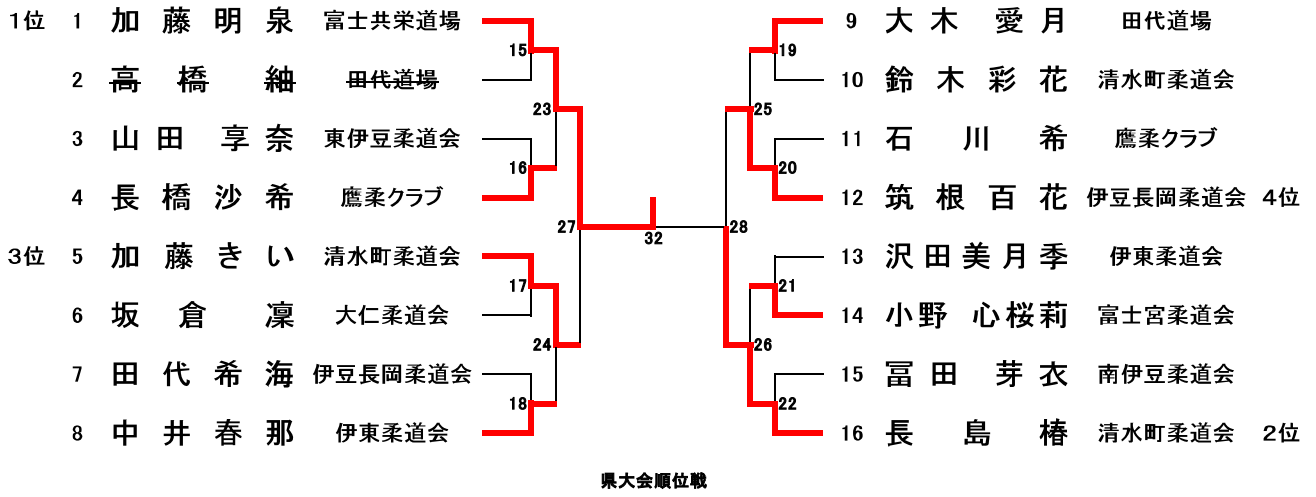 1位 1 加藤明泉 富士共栄道場
15
2 高橋紬 田代道場
23
3 山田享奈 東伊豆柔道会
16
4 長橋沙希 鷹柔クラブ
27
3位 5 加藤きい 清水町柔道会
17
6 坂倉凜 大仁柔道会
24
7 田代希海 伊豆長岡柔道会
18
8 中井春那 伊東柔道会
32
9 大木愛月 田代道場
19
10 鈴木彩花 清水町柔道会
25
11 石川希 鷹柔クラブ
20
12 筑根百花 伊豆長岡柔道会 4位
28
13 沢田美月季 伊東柔道会
21
14 小野心桜莉 富士宮柔道会
26
15 冨田芽衣 南伊豆柔道会
22
16 長島椿 清水町柔道会 2位
県大会順位戦